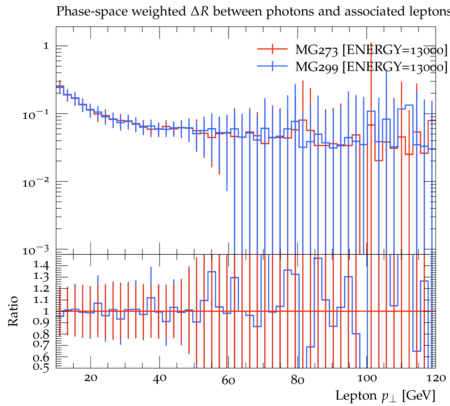 Phase-space weighted ΔR between photons and associated leptons
MG273 [ENERGY=13000]
MG299 [ENERGY=13000]
1
10⁻¹
10⁻²
10⁻³
1.4
1.3
1.2
1.1
1
0.9
0.8
0.7
0.6
0.5
Ratio
20 40 60 80 100 120
Lepton p⊥ [GeV]